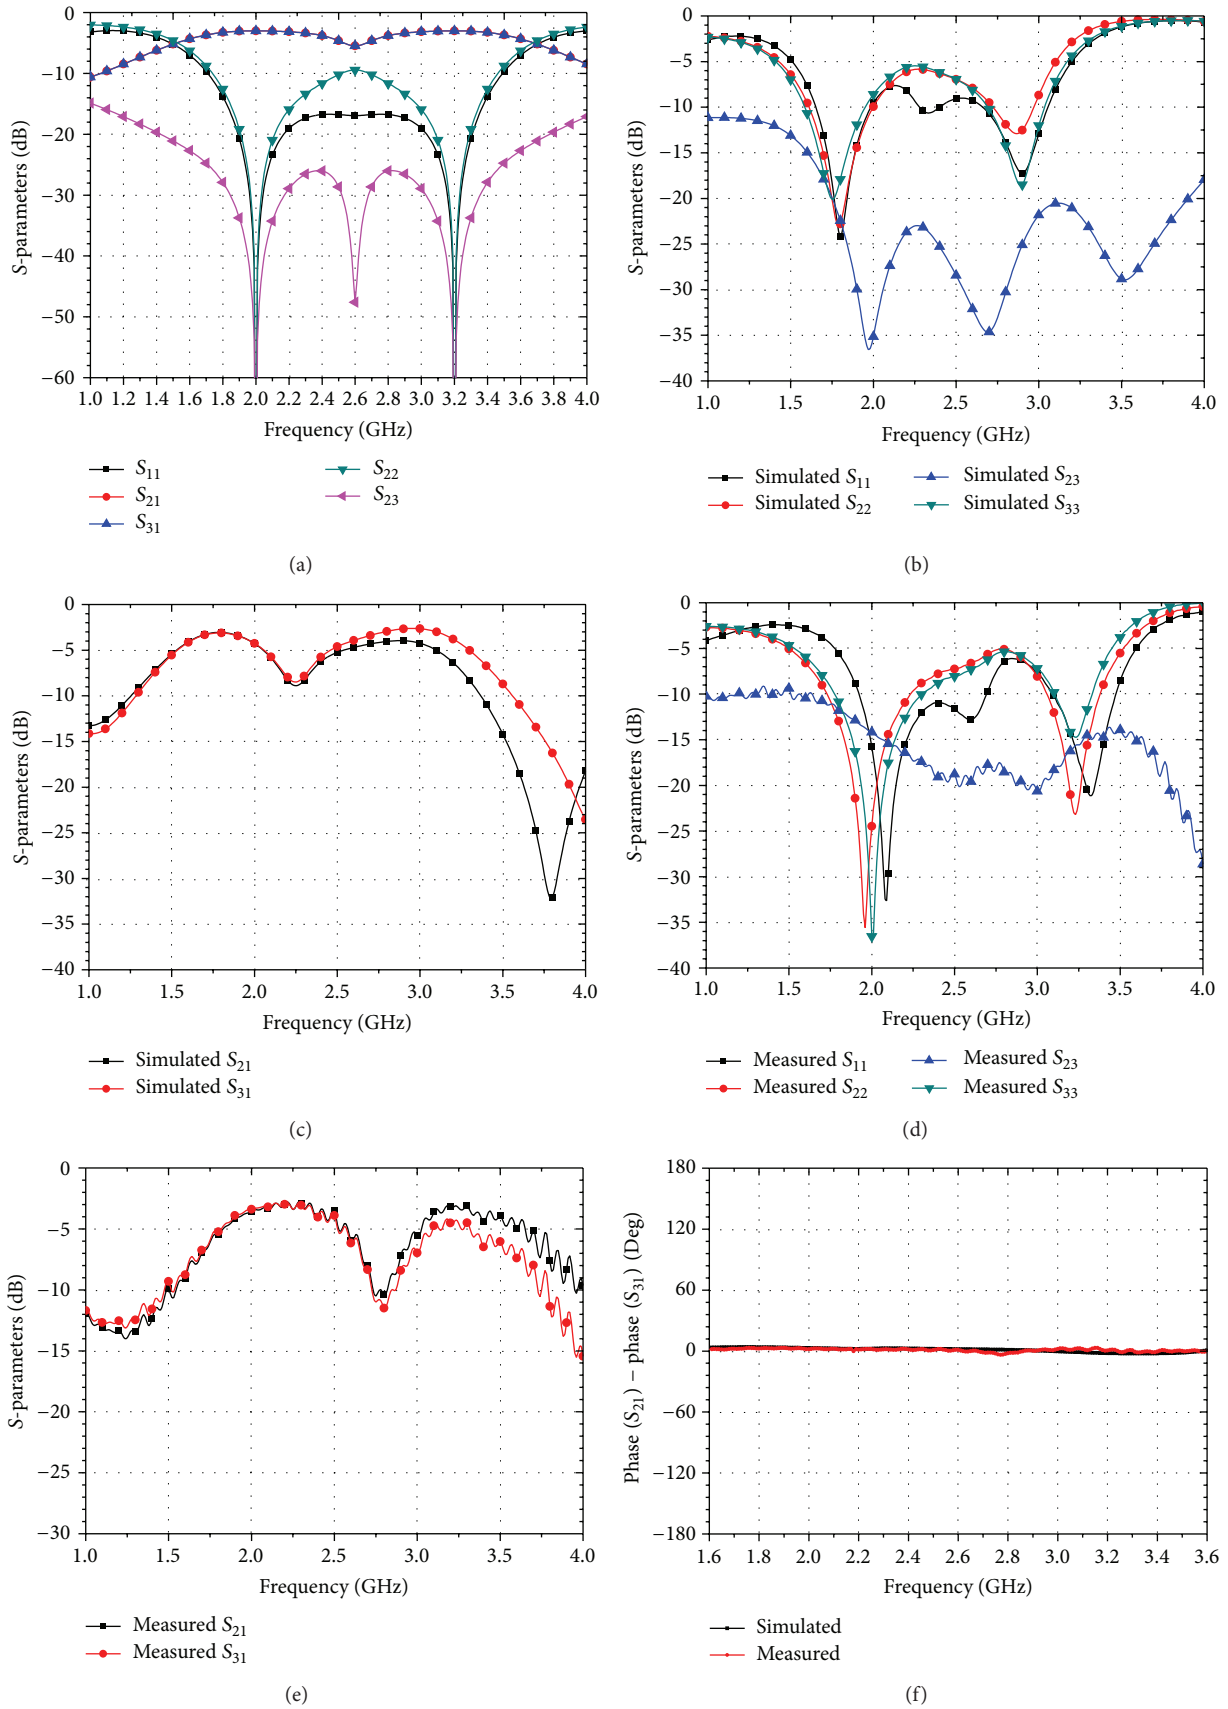 0
−10
−20
−30
−40
−50
−60
S-parameters (dB)
1.0 1.2 1.4 1.6 1.8 2.0 2.2 2.4 2.6 2.8 3.0 3.2 3.4 3.6 3.8 4.0
Frequency (GHz)
S11
S21
S31
S22
S23
(a)
0
−5
−10
−15
−20
−25
−30
−35
−40
S-parameters (dB)
1.0 1.5 2.0 2.5 3.0 3.5 4.0
Frequency (GHz)
Simulated S11
Simulated S22
Simulated S23
Simulated S33
(b)
0
−5
−10
−15
−20
−25
−30
−35
−40
S-parameters (dB)
1.0 1.5 2.0 2.5 3.0 3.5 4.0
Frequency (GHz)
Simulated S21
Simulated S31
(c)
0
−5
−10
−15
−20
−25
−30
−35
−40
S-parameters (dB)
1.0 1.5 2.0 2.5 3.0 3.5 4.0
Frequency (GHz)
Measured S11
Measured S22
Measured S23
Measured S33
(d)
0
−5
−10
−15
−20
−25
−30
S-parameters (dB)
1.0 1.5 2.0 2.5 3.0 3.5 4.0
Frequency (GHz)
Measured S21
Measured S31
(e)
180
120
60
0
−60
−120
−180
Phase (S21) − phase (S31) (Deg)
1.6 1.8 2.0 2.2 2.4 2.6 2.8 3.0 3.2 3.4 3.6
Frequency (GHz)
Simulated
Measured
(f)